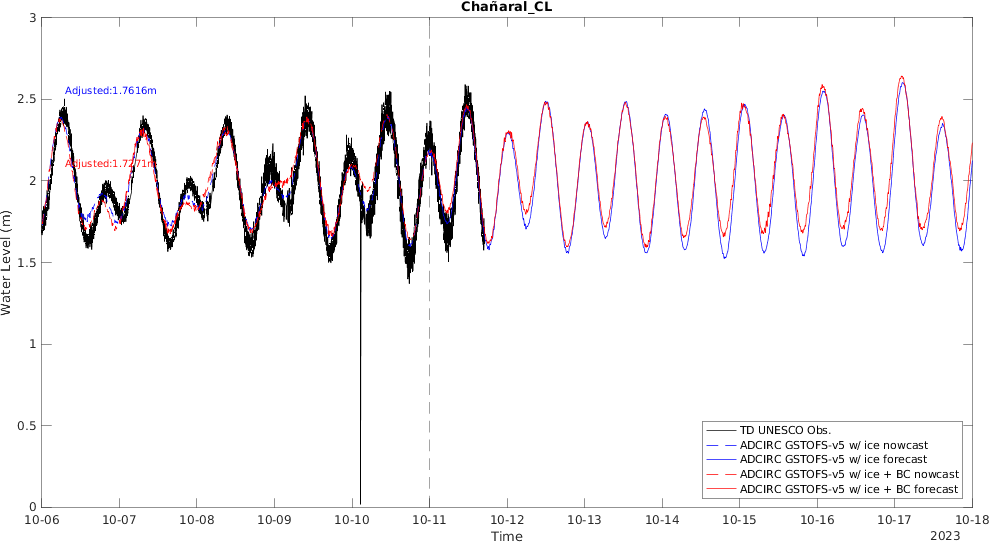 Chañaral_CL
3
2.5
2
1.5
1
0.5
0
Water Level (m)
Adjusted:1.7616m
Adjusted:1.7271m
TD UNESCO Obs.
ADCIRC GSTOFS-v5 w/ ice nowcast
ADCIRC GSTOFS-v5 w/ ice forecast
ADCIRC GSTOFS-v5 w/ ice + BC nowcast
ADCIRC GSTOFS-v5 w/ ice + BC forecast
10-06 10-07 10-08 10-09 10-10 10-11 10-12 10-13 10-14 10-15 10-16 10-17 10-18
Time
2023